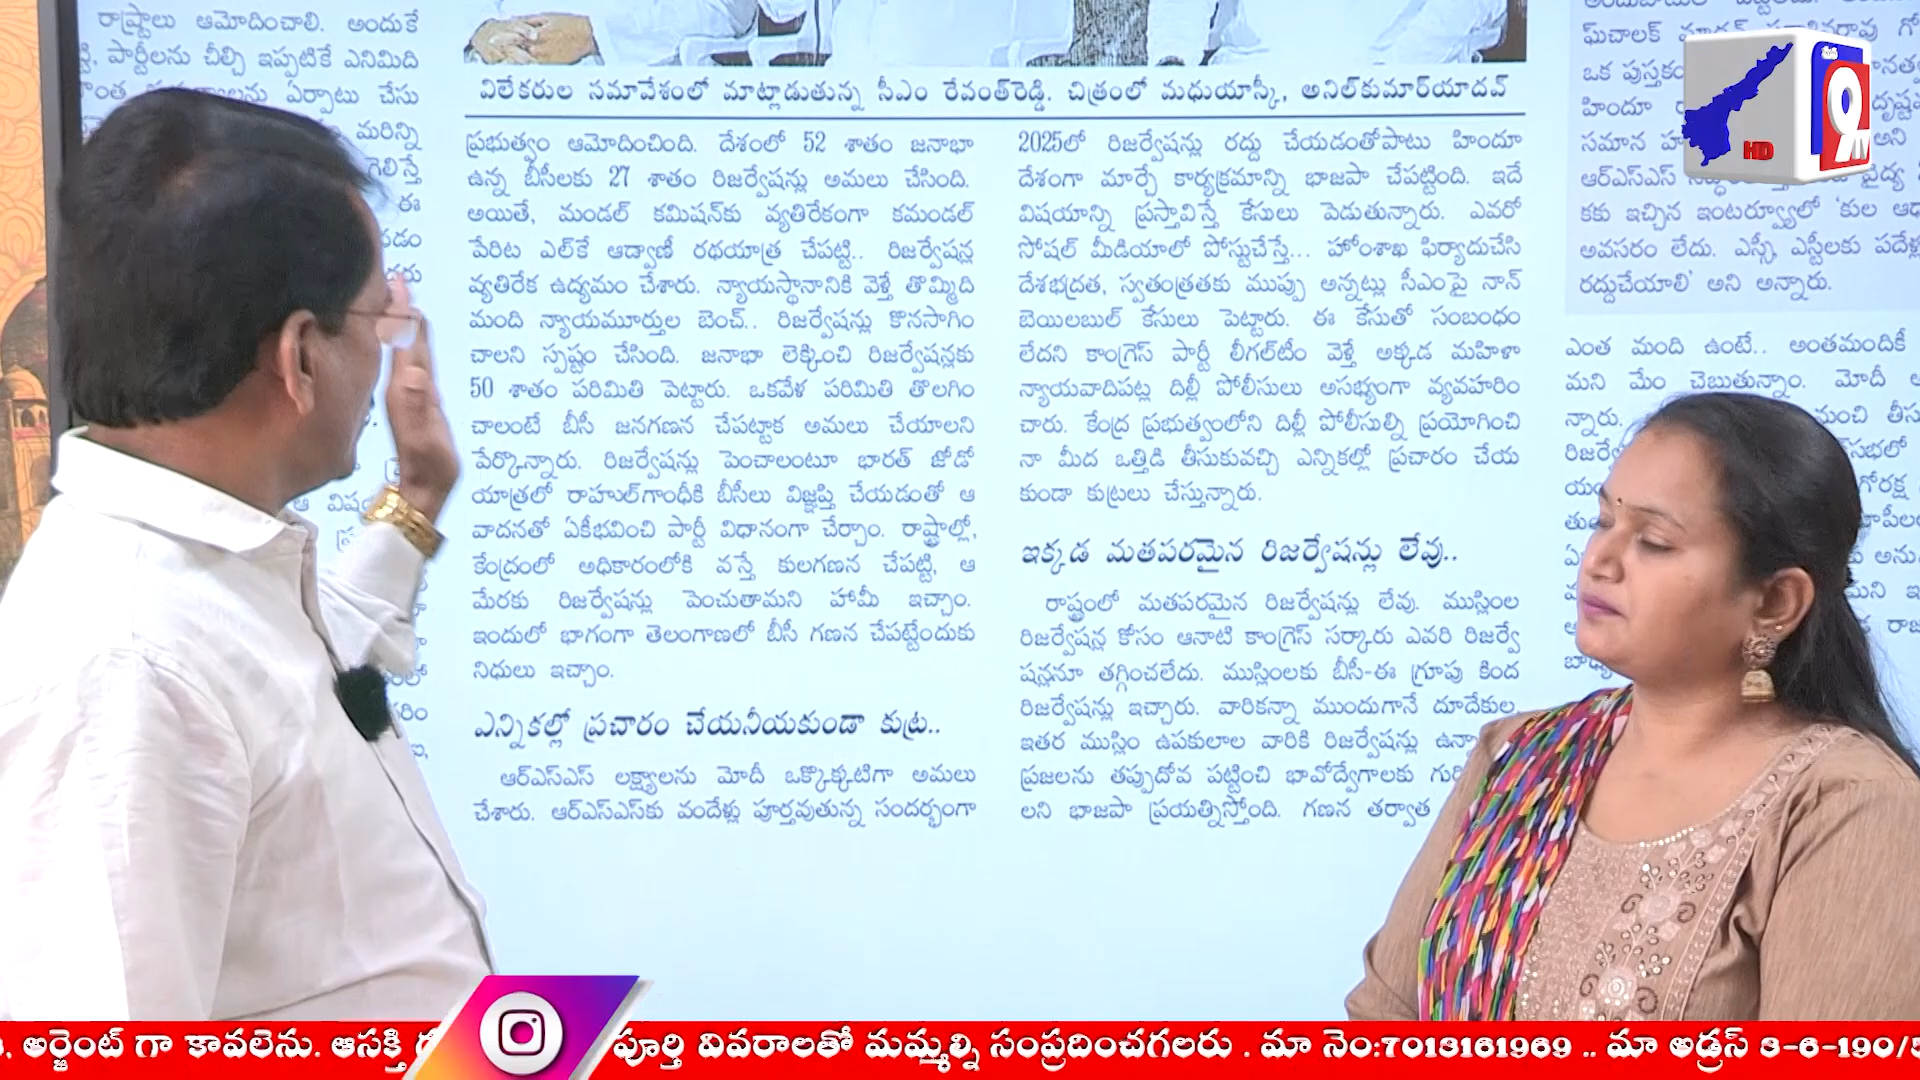 రాష్ట్రాలు ఆమోదించాలి. అందుకే
పార్టీలను చీల్చి ఇప్పటికే ఎనిమిది
ఏర్పాటు చేసు
మరిన్ని
గెలిస్తే
ఈ
విలేకరుల సమావేశంలో మాట్లాడుతున్న సీఎం రేవంత్‌రెడ్డి. చిత్రంలో మధుయాష్కీ, అనిల్‌కుమార్‌యాదవ్
ప్రభుత్వం ఆమోదించింది. దేశంలో 52 శాతం జనాభా
ఉన్న బీసీలకు 27 శాతం రిజర్వేషన్లు అమలు చేసింది.
అయితే, మండల్ కమిషన్‌కు వ్యతిరేకంగా కమండల్
పేరిట ఎల్‌కే ఆద్వాణీ రథయాత్ర చేపట్టి.. రిజర్వేషన్ల
వ్యతిరేక ఉద్యమం చేశారు. న్యాయస్థానానికి వెళ్తే తొమ్మిది
మంది న్యాయమూర్తుల బెంచ్.. రిజర్వేషన్లు కొనసాగిం
చాలని స్పష్టం చేసింది. జనాభా లెక్కించి రిజర్వేషన్లకు
50 శాతం పరిమితి పెట్టారు. ఒకవేళ పరిమితి తొలగిం
చాలంటే బీసీ జనగణన చేపట్టాక అమలు చేయాలని
పేర్కొన్నారు. రిజర్వేషన్లు పెంచాలంటూ భారత్ జోడో
యాత్రలో రాహుల్‌గాంధీకి బీసీలు విజ్ఞప్తి చేయడంతో ఆ
వాదనతో ఏకీభవించి పార్టీ విధానంగా చేర్చాం. రాష్ట్రాల్లో,
కేంద్రంలో అధికారంలోకి వస్తే కులగణన చేపట్టి, ఆ
మేరకు రిజర్వేషన్లు పెంచుతామని హామీ ఇచ్చాం.
ఇందులో భాగంగా తెలంగాణలో బీసీ గణన చేపట్టేందుకు
నిధులు ఇచ్చాం.
ఎన్నికల్లో ప్రచారం చేయనీయకుండా కుట్ర..
ఆర్ఎస్ఎస్ లక్ష్యాలను మోదీ ఒక్కొక్కటిగా అమలు
చేశారు. ఆర్ఎస్ఎస్‌కు వందేళ్లు పూర్తవుతున్న సందర్భంగా
2025లో రిజర్వేషన్లు రద్దు చేయడంతోపాటు హిందూ
దేశంగా మార్చే కార్యక్రమాన్ని భాజపా చేపట్టింది. ఇదే
విషయాన్ని ప్రస్తావిస్తే కేసులు పెడుతున్నారు. ఎవరో
సోషల్ మీడియాలో పోస్టుచేస్తే... హోంశాఖ ఫిర్యాదుచేసి
దేశభద్రత, స్వతంత్రతకు ముప్పు అన్నట్లు సీఎంపై నాన్
బెయిలబుల్ కేసులు పెట్టారు. ఈ కేసుతో సంబంధం
లేదని కాంగ్రెస్ పార్టీ లీగల్‌టీం వెళ్తే అక్కడ మహిళా
న్యాయవాదిపట్ల దిల్లీ పోలీసులు అసభ్యంగా వ్యవహరిం
చారు. కేంద్ర ప్రభుత్వంలోని దిల్లీ పోలీసుల్ని ప్రయోగించి
నా మీద ఒత్తిడి తీసుకువచ్చి ఎన్నికల్లో ప్రచారం చేయ
కుండా కుట్రలు చేస్తున్నారు.
ఇక్కడ మతపరమైన రిజర్వేషన్లు లేవు..
రాష్ట్రంలో మతపరమైన రిజర్వేషన్లు లేవు. ముస్లింల
రిజర్వేషన్ల కోసం ఆనాటి కాంగ్రెస్ సర్కారు ఎవరి రిజర్వే
షన్లనూ తగ్గించలేదు. ముస్లింలకు బీసీ-ఈ గ్రూపు కింద
రిజర్వేషన్లు ఇచ్చారు. వారికన్నా ముందుగానే దూదేకుల,
ఇతర ముస్లిం ఉపకులాల వారికి రిజర్వేషన్లు
ప్రజలను తప్పుదోవ పట్టించి భావోద్వేగాలకు
లని భాజపా ప్రయత్నిస్తోంది. గణన తర్వాత
ఒక పుస్తకం
హిందూ
సమాన
అని
ఆర్ఎస్ఎస్
కకు ఇచ్చిన ఇంటర్వ్యూలో 'కుల
అవసరం లేదు. ఎస్సీ, ఎస్టీలకు
రద్దుచేయాలి' అని అన్నారు.
ఎంత మంది ఉంటే.. అంతమందికీ
మని మేం చెబుతున్నాం. మోదీ
న్నారు. నుంచి
HD
9
TV
అర్జెంట్ గా కావలెను. ఆసక్తి
పూర్తి వివరాలతో మమ్మల్ని సంప్రదించగలరు . మా నెం:7013161969 .. మా అడ్రస్ 3-6-190/